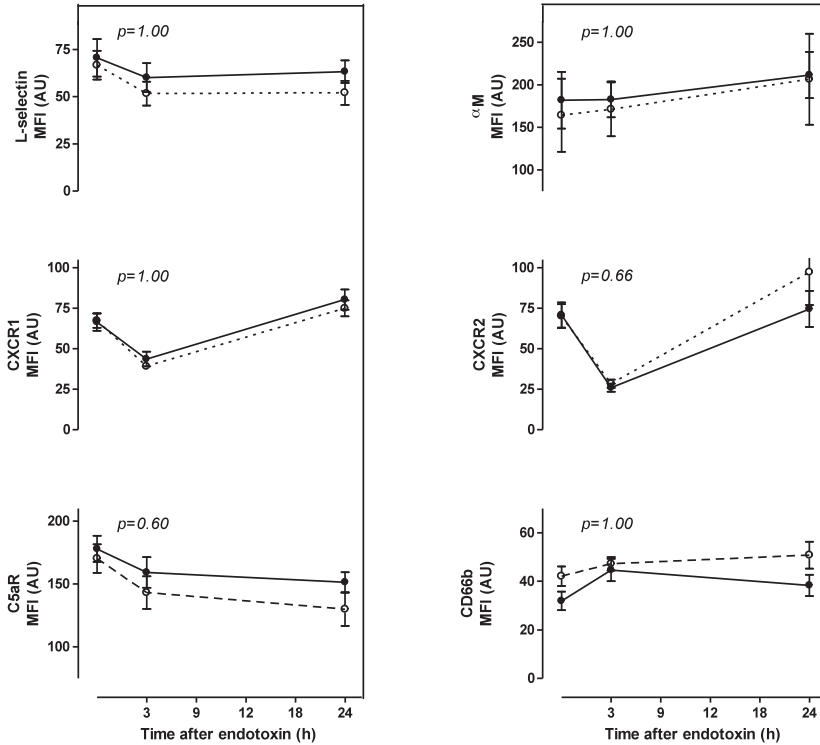 p=1.00
75
50
25
0
L-selectin
MFI (AU)
p=1.00
250
200
150
100
αM
MFI (AU)
p=1.00
100
75
50
25
0
CXCR1
MFI (AU)
p=0.66
100
75
50
25
0
CXCR2
MFI (AU)
p=0.60
200
150
100
C5aR
MFI (AU)
p=1.00
60
40
20
0
CD66b
MFI (AU)
3 9 12 18 24
Time after endotoxin (h)
3 9 12 18 24
Time after endotoxin (h)